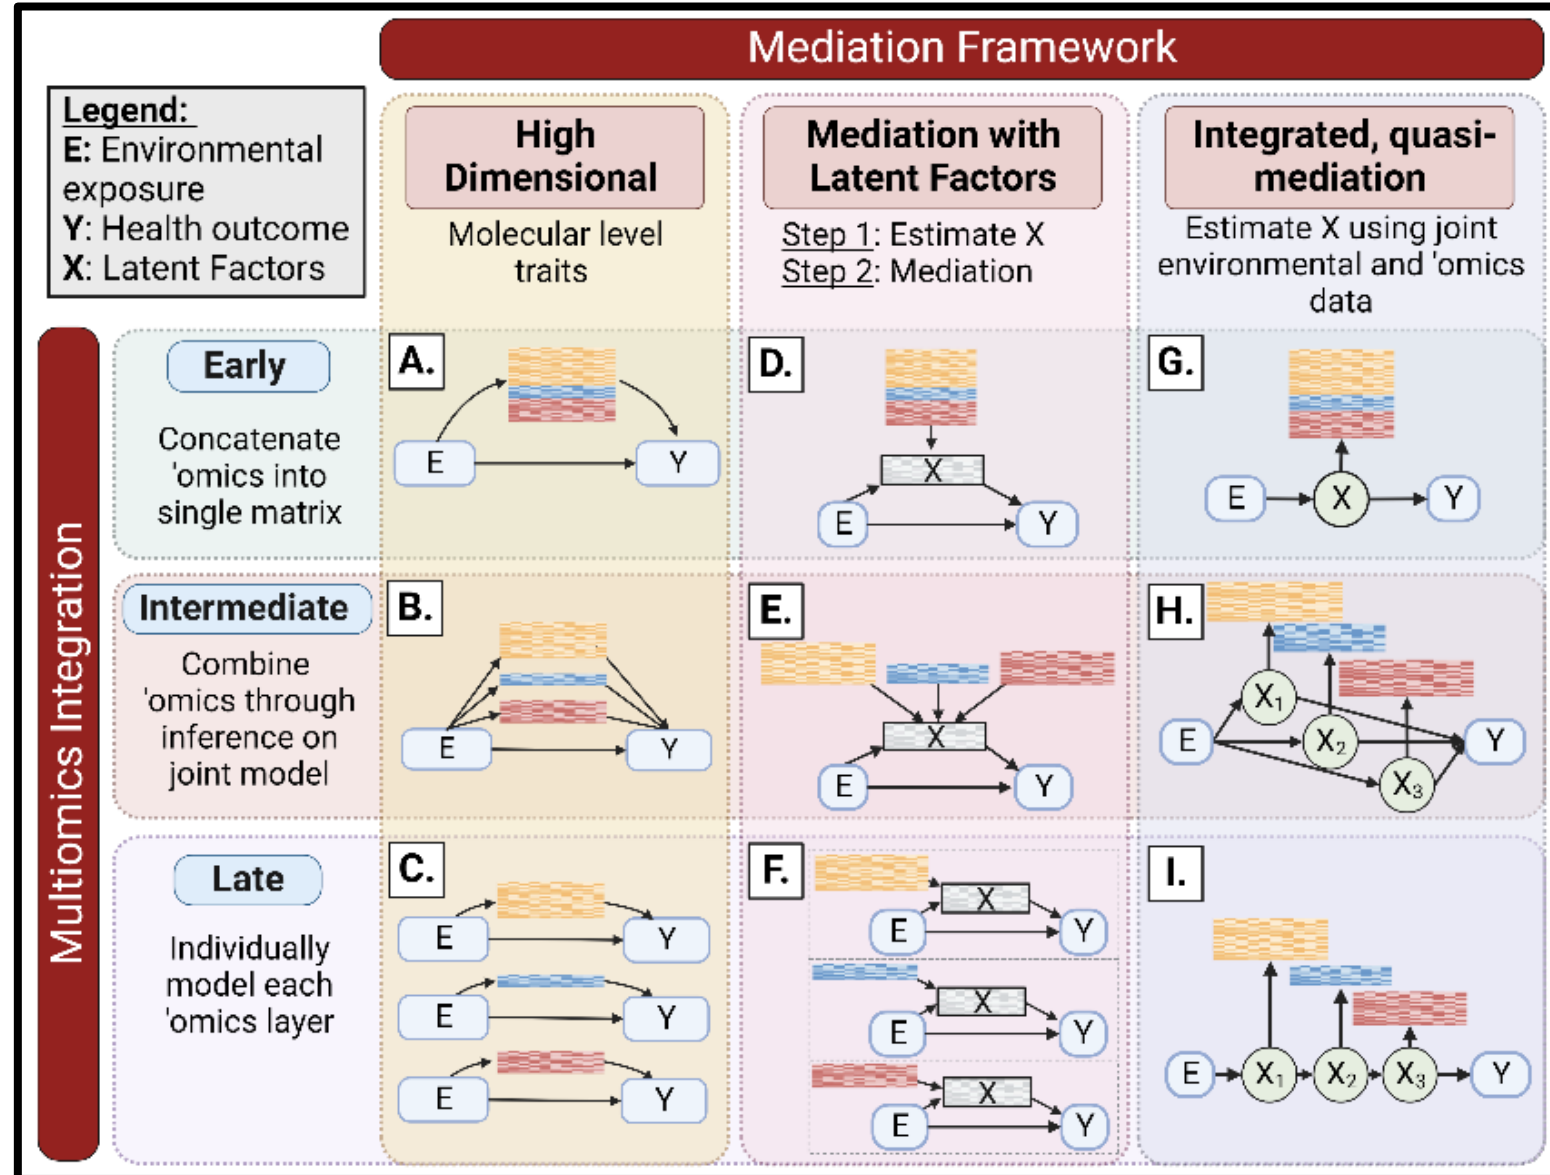 Mediation Framework
Legend:
E: Environmental
exposure
Y: Health outcome
X: Latent Factors
High
Dimensional
Molecular level
traits
Mediation with
Latent Factors
Step 1: Estimate X
Step 2: Mediation
Integrated, quasi-
mediation
Estimate X using joint
environmental and 'omics
data
Multiomics Integration
Early
Concatenate
'omics into
single matrix
A.
E
Y
D.
X
E
Y
G.
E
X
Y
Intermediate
Combine
'omics through
inference on
joint model
B.
E
Y
E.
X
E
Y
H.
X₁
E
X₂
Y
X₃
Late
Individually
model each
'omics layer
C.
E
Y
E
Y
E
Y
F.
X
E
Y
X
E
Y
X
E
Y
I.
E
X₁
X₂
X₃
Y